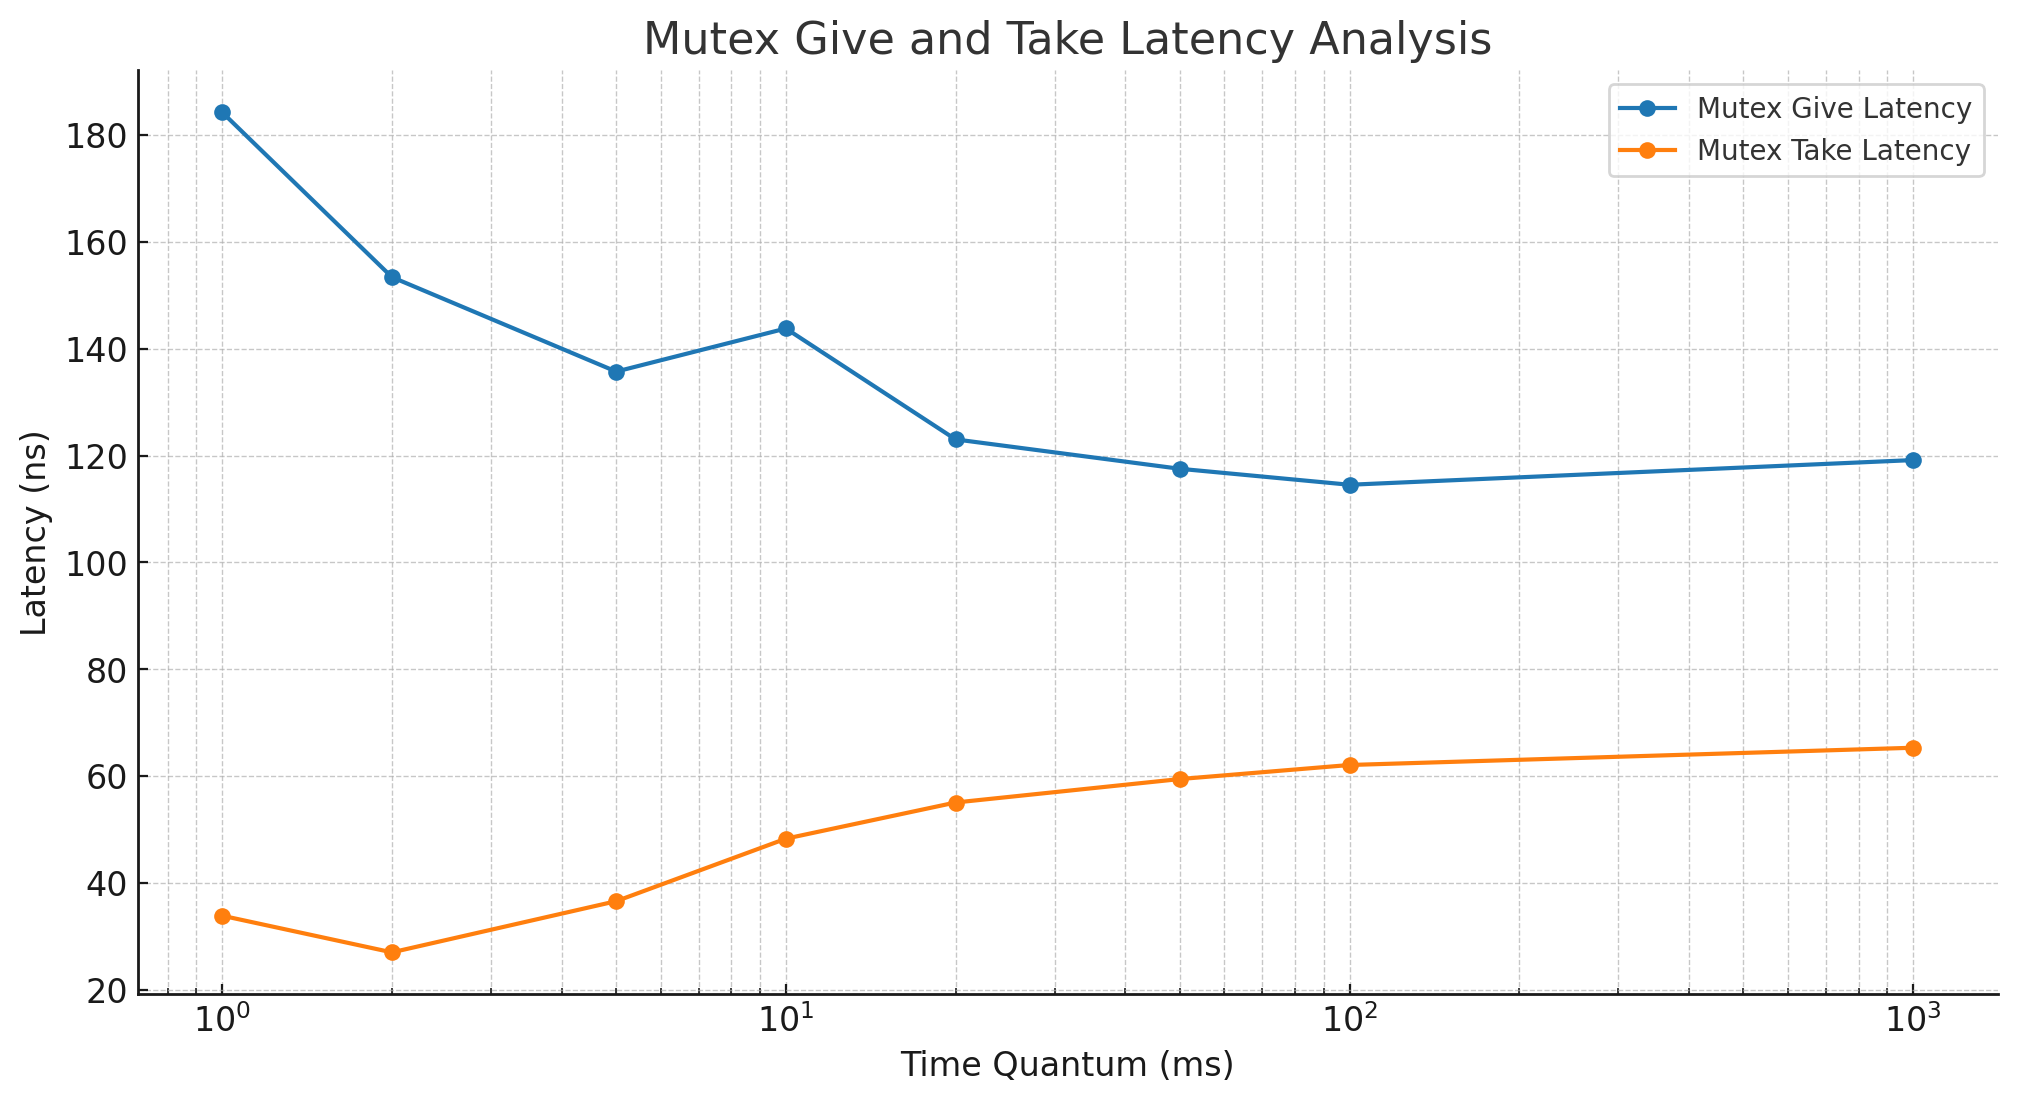 Mutex Give and Take Latency Analysis
Mutex Give Latency
Mutex Take Latency
Latency (ns)
180
160
140
120
100
80
60
40
20
10⁰ 10¹ 10² 10³
Time Quantum (ms)